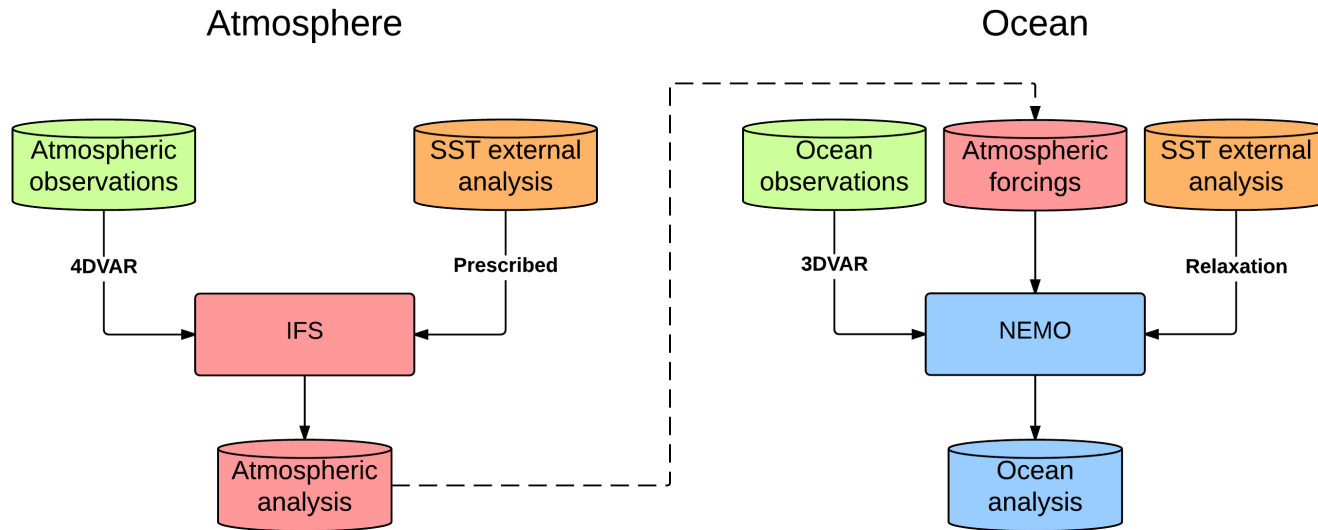 Atmosphere
Ocean
Atmospheric
observations
SST external
analysis
Ocean
observations
Atmospheric
forcings
SST external
analysis
4DVAR
Prescribed
3DVAR
Relaxation
IFS
NEMO
Atmospheric
analysis
Ocean
analysis